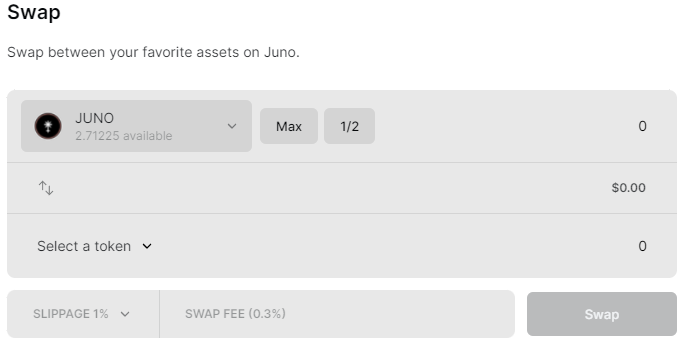 Swap
Swap between your favorite assets on Juno.
JUNO
2.71225 available
Max
1/2
0
$0.00
Select a token
0
SLIPPAGE 1%
SWAP FEE (0.3%)
Swap